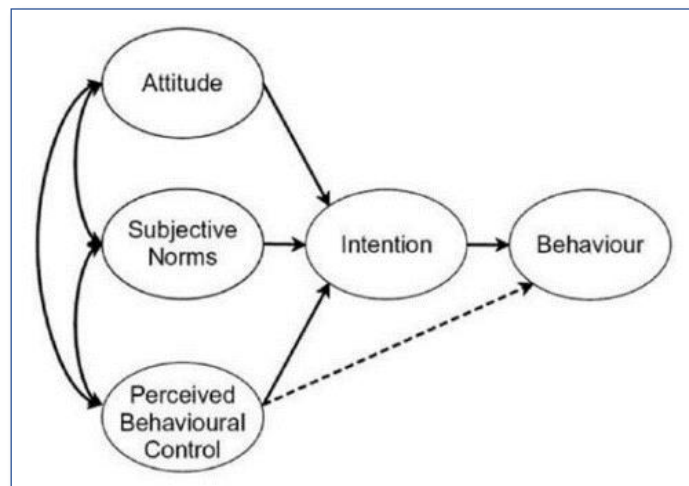 Attitude
Subjective
Norms
Intention
Behaviour
Perceived
Behavioural
Control